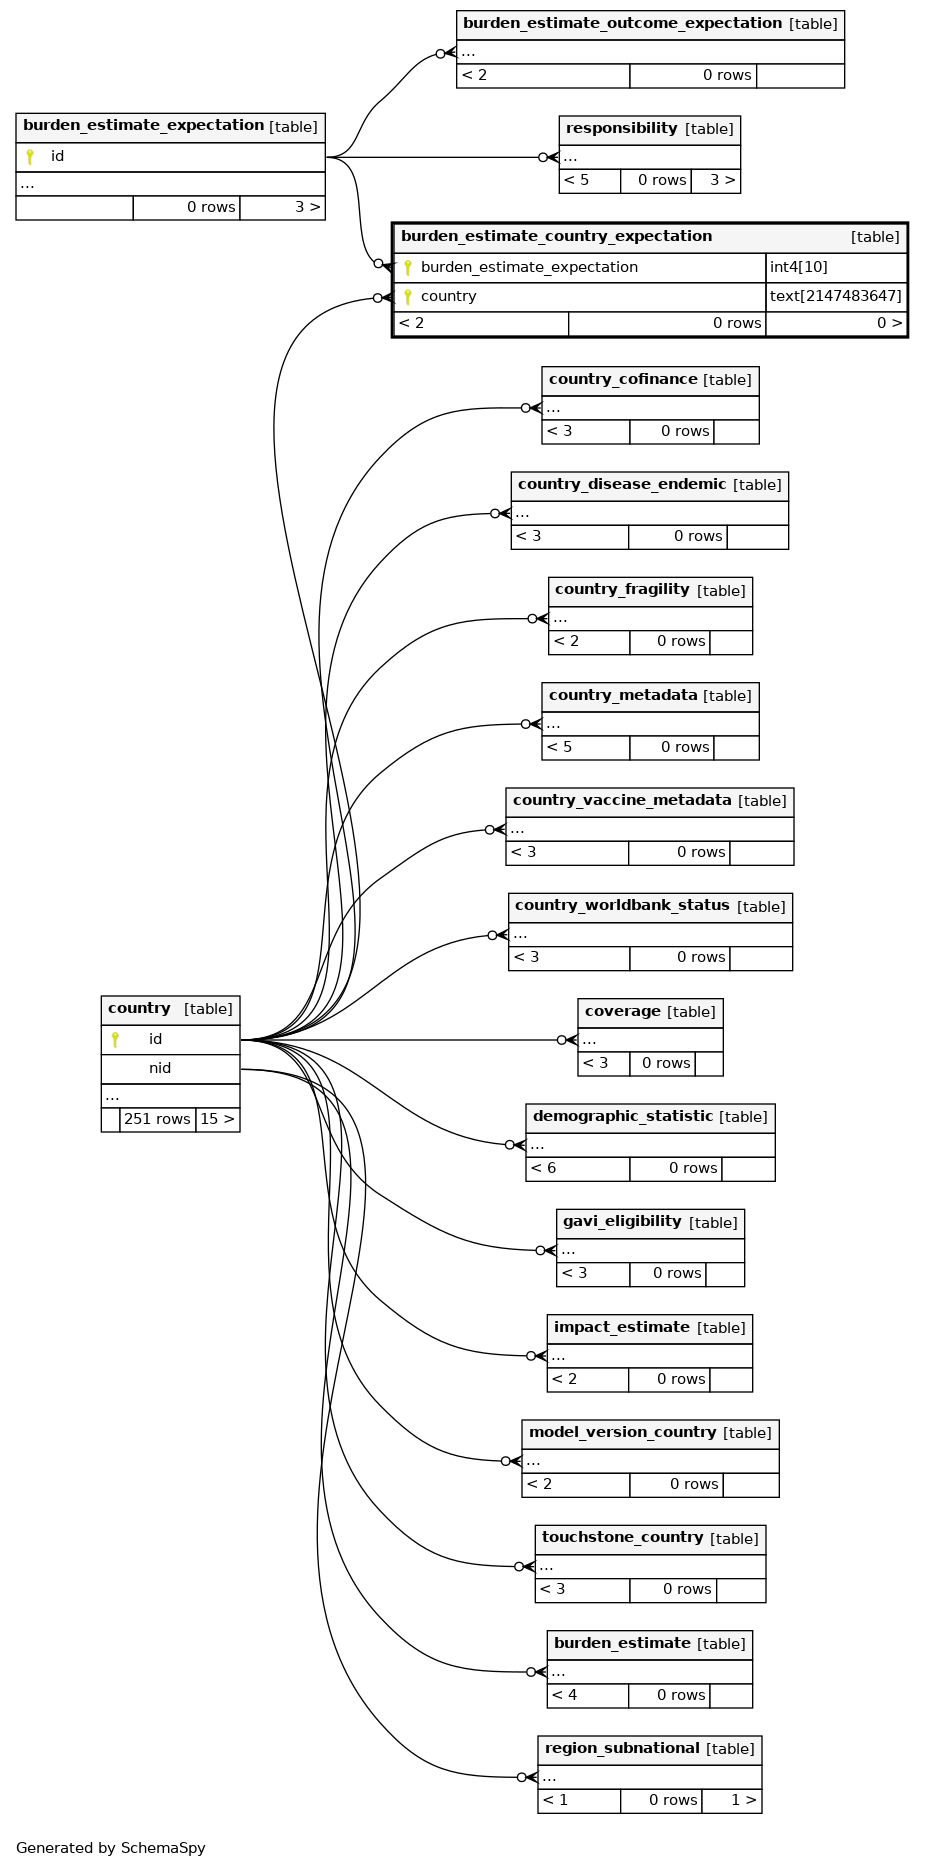 burden_estimate_outcome_expectation [table]
...
< 2 0 rows
burden_estimate_expectation [table]
id
...
0 rows 3 >
responsibility [table]
...
< 5 0 rows 3 >
burden_estimate_country_expectation [table]
burden_estimate_expectation int4[10]
country text[2147483647]
< 2 0 rows 0 >
country_cofinance [table]
...
< 3 0 rows
country_disease_endemic [table]
...
< 3 0 rows
country_fragility [table]
...
< 2 0 rows
country_metadata [table]
...
< 5 0 rows
country_vaccine_metadata [table]
...
< 3 0 rows
country_worldbank_status [table]
...
< 3 0 rows
country [table]
id
nid
...
251 rows 15 >
coverage [table]
...
< 3 0 rows
demographic_statistic [table]
...
< 6 0 rows
gavi_eligibility [table]
...
< 3 0 rows
impact_estimate [table]
...
< 2 0 rows
model_version_country [table]
...
< 2 0 rows
touchstone_country [table]
...
< 3 0 rows
burden_estimate [table]
...
< 4 0 rows
region_subnational [table]
...
< 1 0 rows 1 >
Generated by SchemaSpy